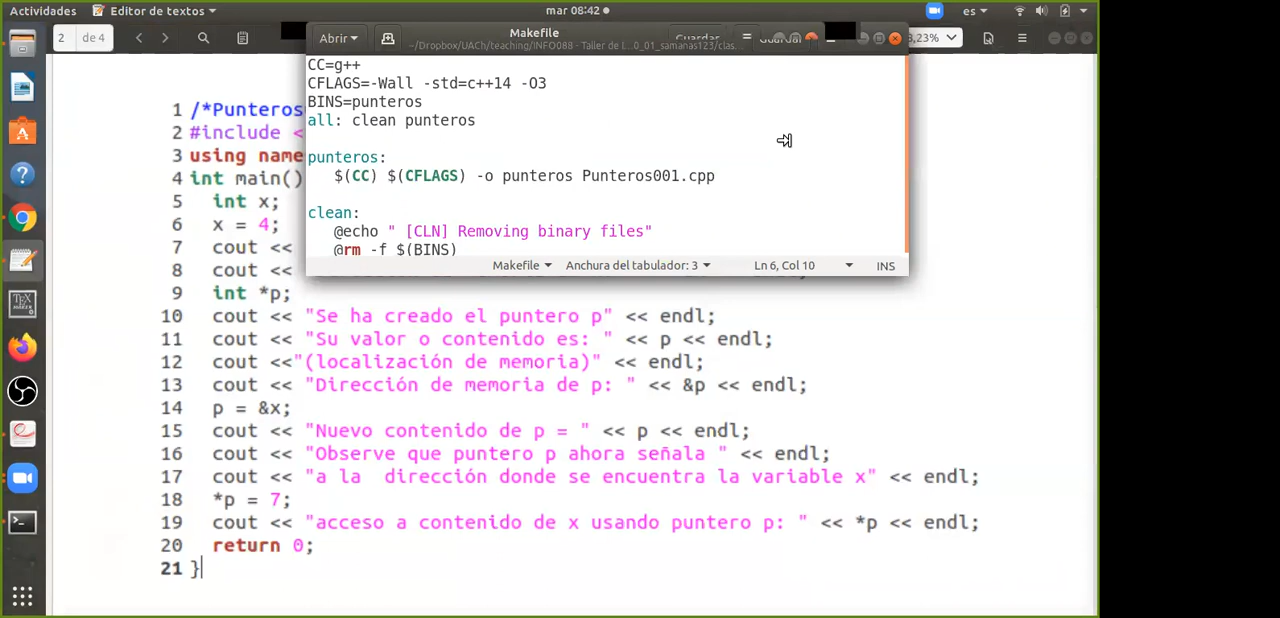 Actividades Editor de textos mar 08:42 es
2 de 4 8,23%
Abrir Makefile Guardar Guardar
~/Dropbox/UACh/teaching/INFO088 - Taller de l…0_01_samanas123/clas…
CC=g++
CFLAGS=-Wall -std=c++14 -O3
BINS=punteros
all: clean punteros
punteros:
$(CC) $(CFLAGS) -o punteros Punteros001.cpp
clean:
@echo " [CLN] Removing binary files"
@rm -f $(BINS)
Makefile Anchura del tabulador: 3 Ln 6, Col 10 INS
1 /*Punteros
2 #include <
3 using name
4 int main()
5 int x;
6 x = 4;
7 cout <<
8 cout <<
9 int *p;
10 cout << "Se ha creado el puntero p" << endl;
11 cout << "Su valor o contenido es: " << p << endl;
12 cout <<"(localización de memoria)" << endl;
13 cout << "Dirección de memoria de p: " << &p << endl;
14 p = &x;
15 cout << "Nuevo contenido de p = " << p << endl;
16 cout << "Observe que puntero p ahora señala " << endl;
17 cout << "a la  dirección donde se encuentra la variable x" << endl;
18 *p = 7;
19 cout << "acceso a contenido de x usando puntero p: " << *p << endl;
20 return 0;
21 }